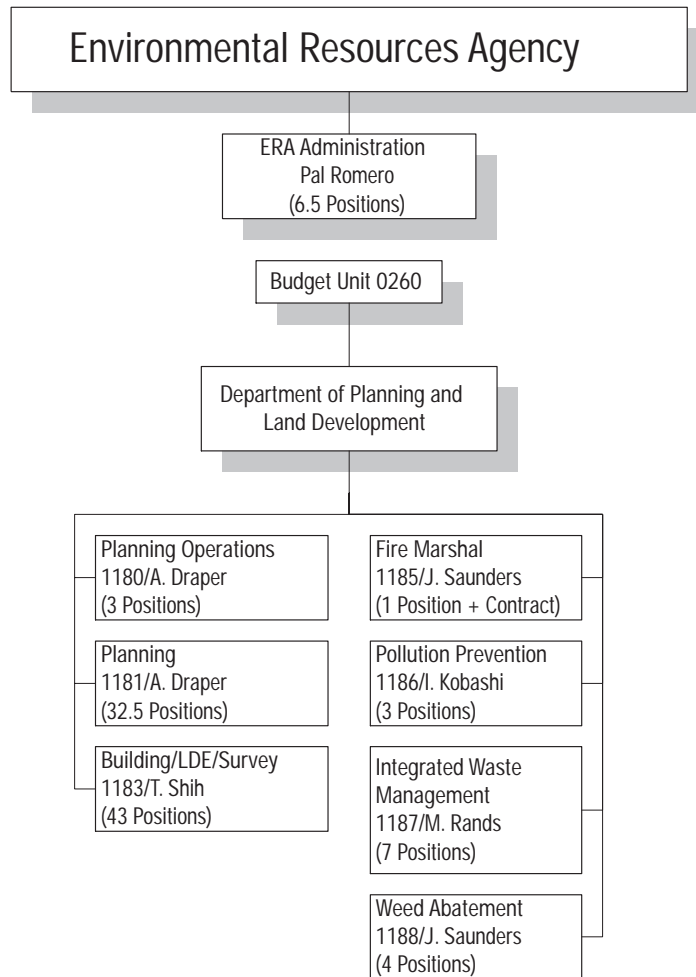 Environmental Resources Agency
ERA Administration
Pal Romero
(6.5 Positions)
Budget Unit 0260
Department of Planning and
Land Development
Planning Operations
1180/A. Draper
(3 Positions)
Planning
1181/A. Draper
(32.5 Positions)
Building/LDE/Survey
1183/T. Shih
(43 Positions)
Fire Marshal
1185/J. Saunders
(1 Position + Contract)
Pollution Prevention
1186/I. Kobashi
(3 Positions)
Integrated Waste
Management
1187/M. Rands
(7 Positions)
Weed Abatement
1188/J. Saunders
(4 Positions)